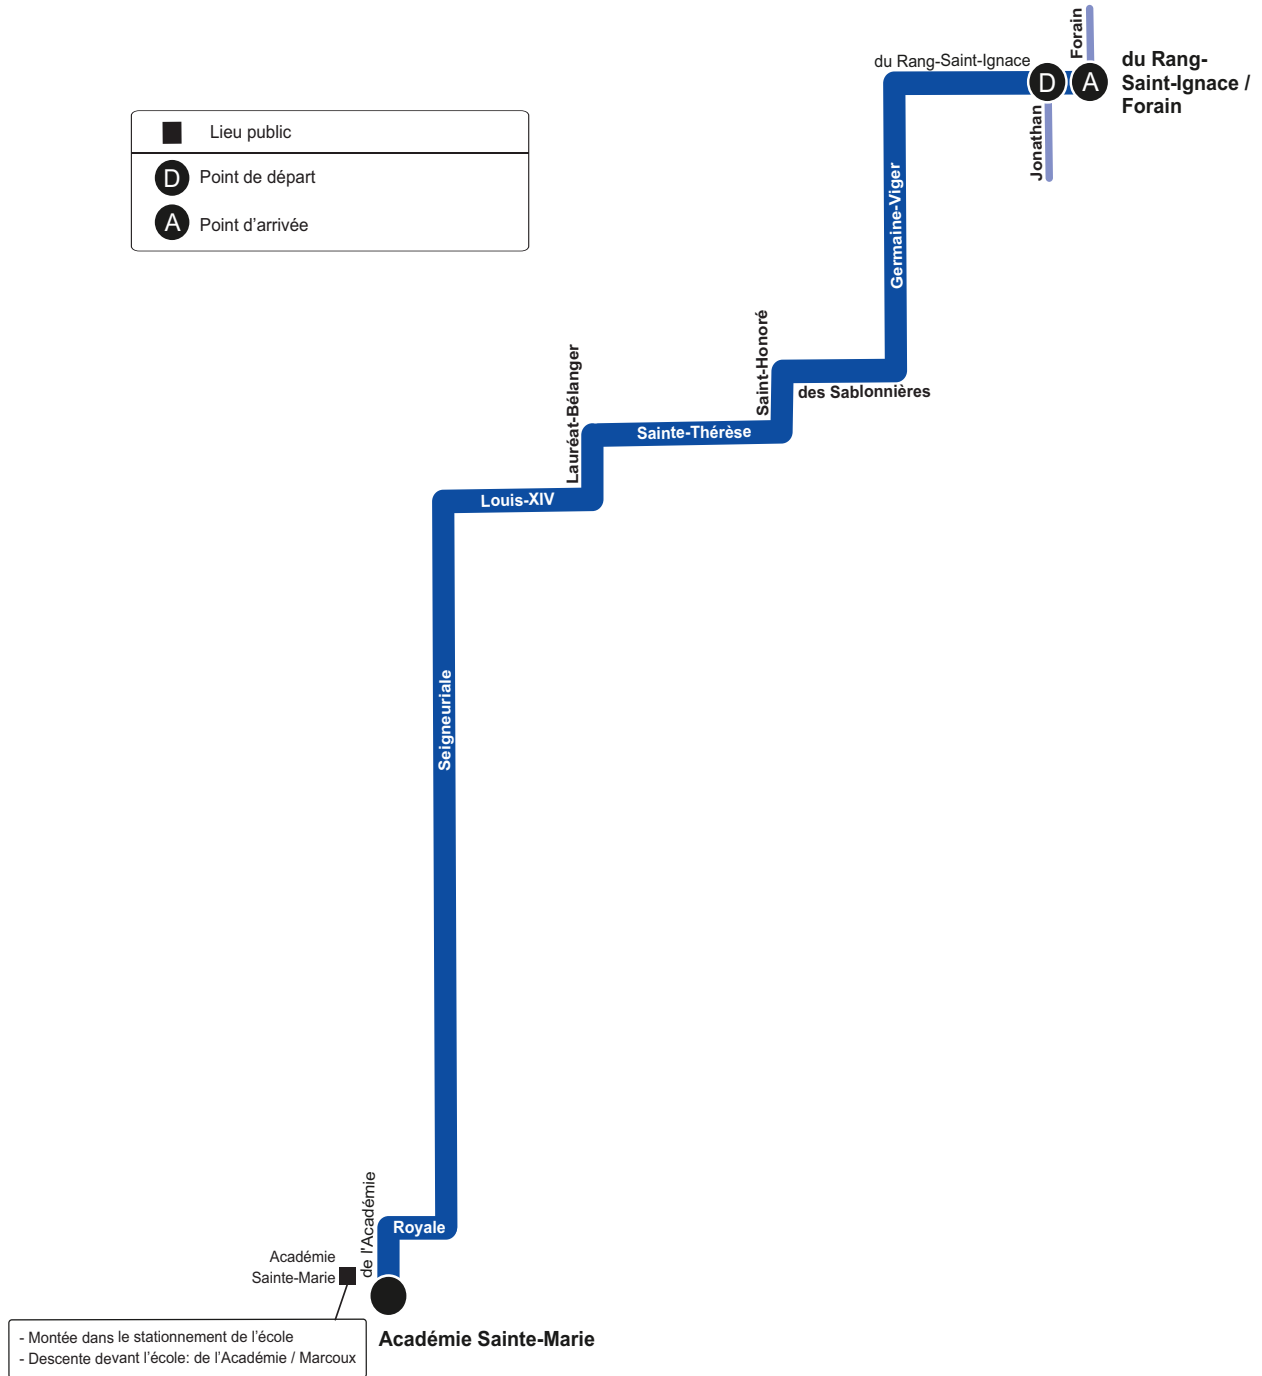 Forain
du Rang-Saint-Ignace
du Rang-
Saint-Ignace /
Forain
D
A
Jonathan
Lieu public
D
Point de départ
A
Point d'arrivée
Germaine-Viger
Saint-Honoré
des Sablonnières
Lauréat-Bélanger
Sainte-Thérèse
Louis-XIV
Seigneuriale
de l'Académie
Royale
Académie
Sainte-Marie
Académie Sainte-Marie
- Montée dans le stationnement de l'école
- Descente devant l'école: de l'Académie / Marcoux